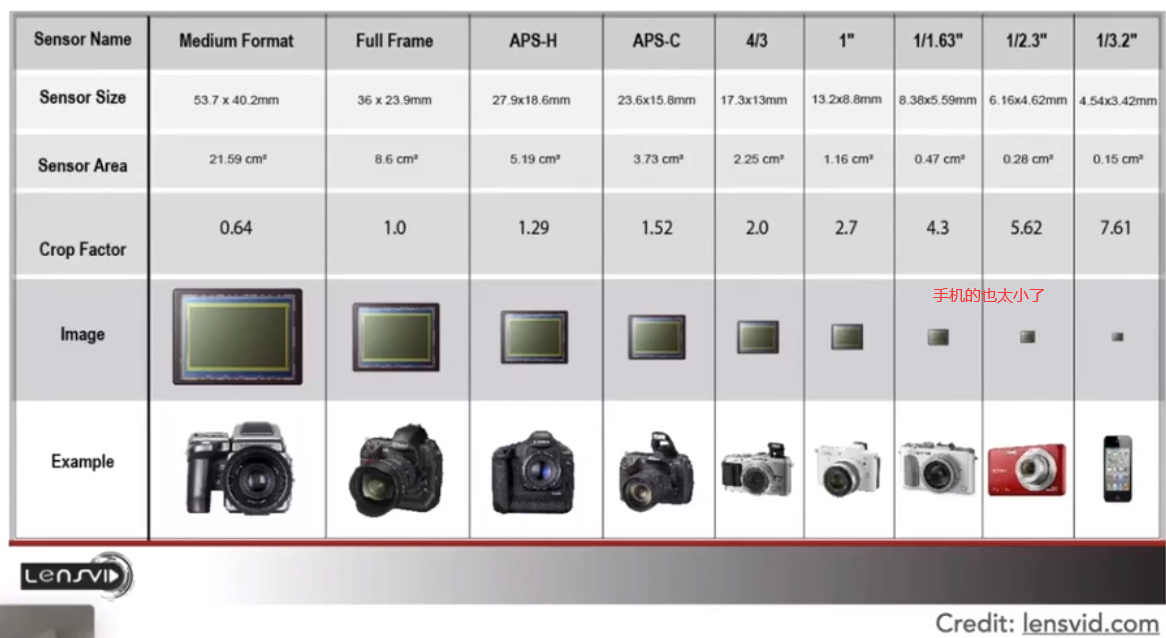 Sensor Name Medium Format Full Frame APS-H APS-C 4/3 1" 1/1.63" 1/2.3" 1/3.2"
Sensor Size 53.7 x 40.2mm 36 x 23.9mm 27.9x18.6mm 23.6x15.8mm 17.3x13mm 13.2x8.8mm 8.38x5.59mm 6.16x4.62mm 4.54x3.42mm
Sensor Area 21.59 cm² 8.6 cm² 5.19 cm² 3.73 cm² 2.25 cm² 1.16 cm² 0.47 cm² 0.28 cm² 0.15 cm²
Crop Factor 0.64 1.0 1.29 1.52 2.0 2.7 4.3 5.62 7.61
手机的也太小了
Image
Example
LENSVID
Credit: lensvid.com